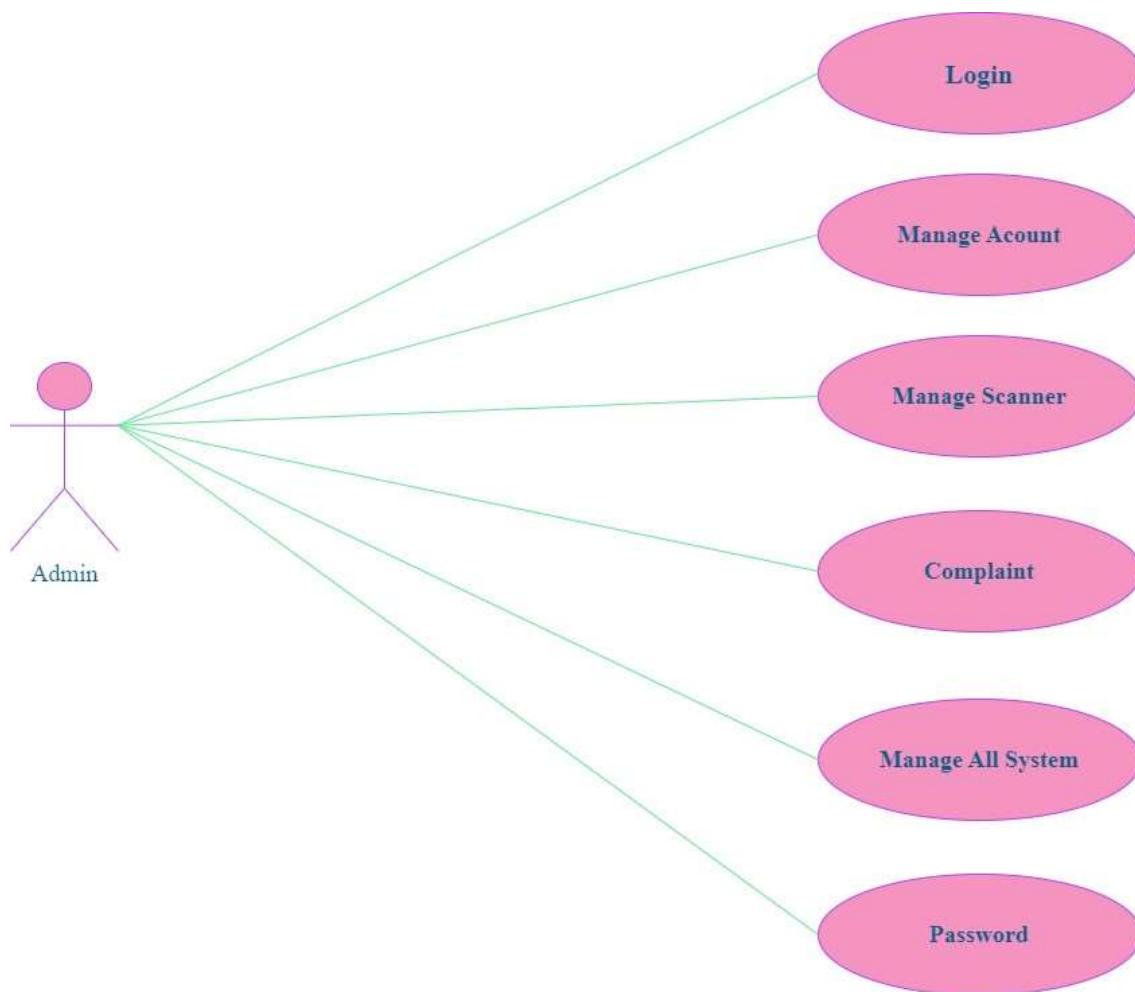 Login
Manage Acount
Manage Scanner
Admin
Complaint
Manage All System
Password